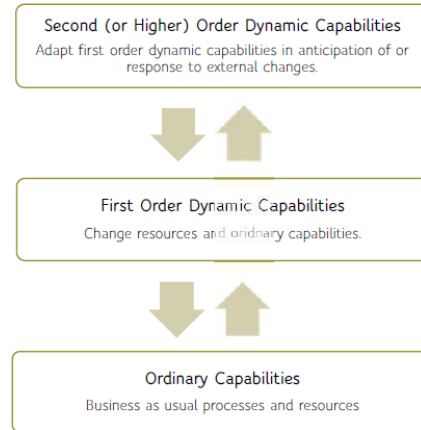 Second (or Higher) Order Dynamic Capabilities
Adapt first order dynamic capabilities in anticipation of or
response to external changes.
First Order Dynamic Capabilities
Change resources and oridnary capabilities.
Ordinary Capabilities
Business as usual processes and resources